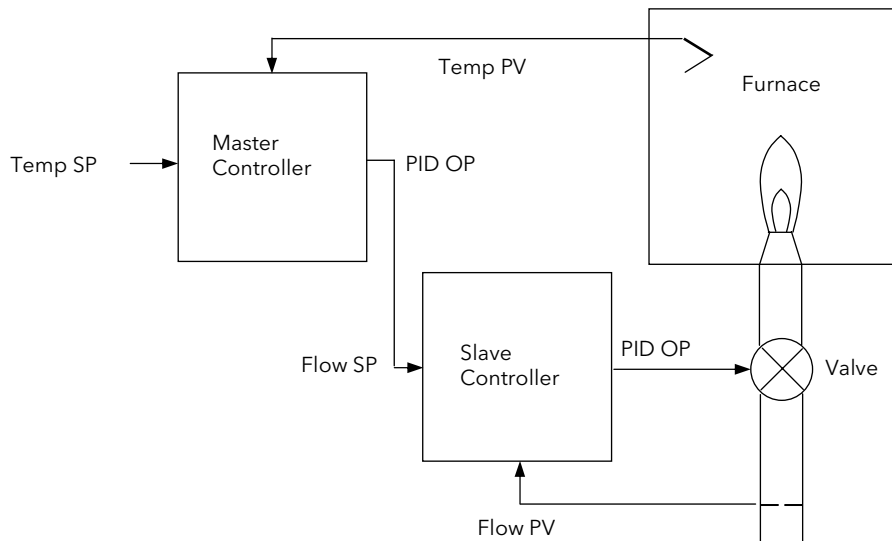 Temp PV
Furnace
Master
Controller
Temp SP
PID OP
Flow SP
Slave
Controller
PID OP
Valve
Flow PV